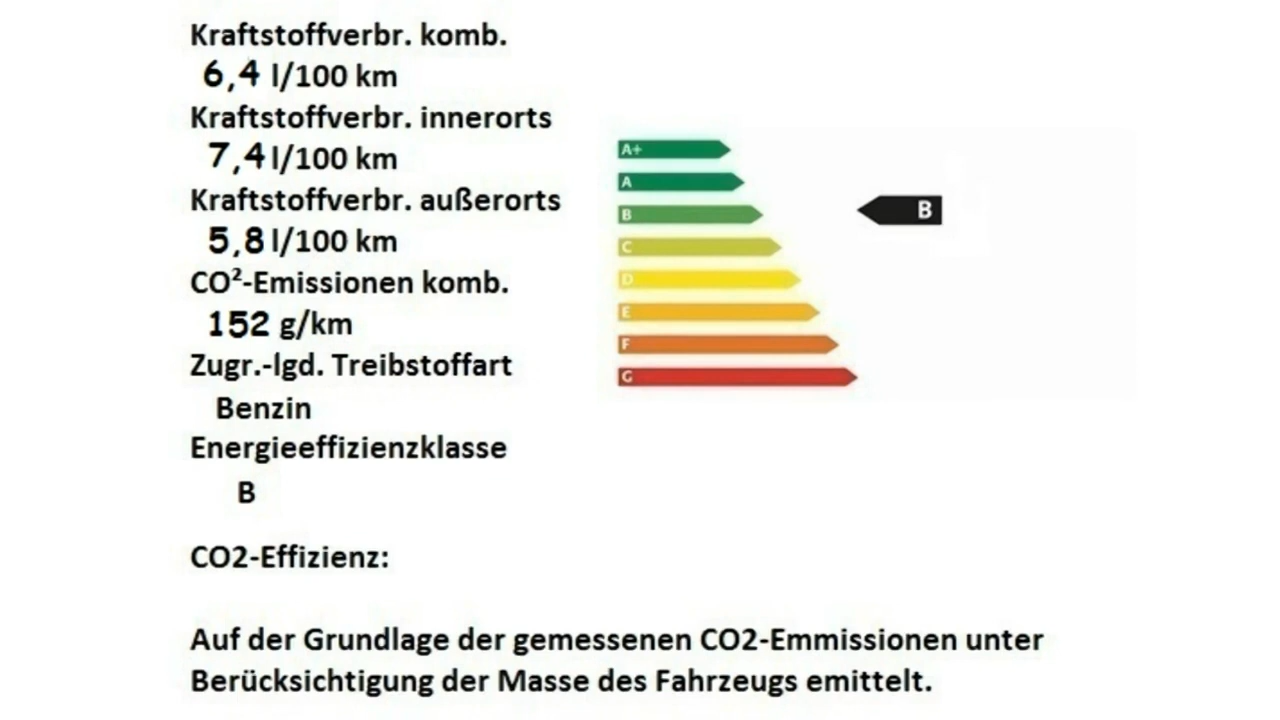 Kraftstoffverbr. komb.
6,4 l/100 km
Kraftstoffverbr. innerorts
7,4 l/100 km
Kraftstoffverbr. außerorts
5,8 l/100 km
CO²-Emissionen komb.
152 g/km
Zugr.-lgd. Treibstoffart
Benzin
Energieeffizienzklasse
B
A+
A
B
B
C
D
E
F
G
CO2-Effizienz:
Auf der Grundlage der gemessenen CO2-Emmissionen unter
Berücksichtigung der Masse des Fahrzeugs emittelt.